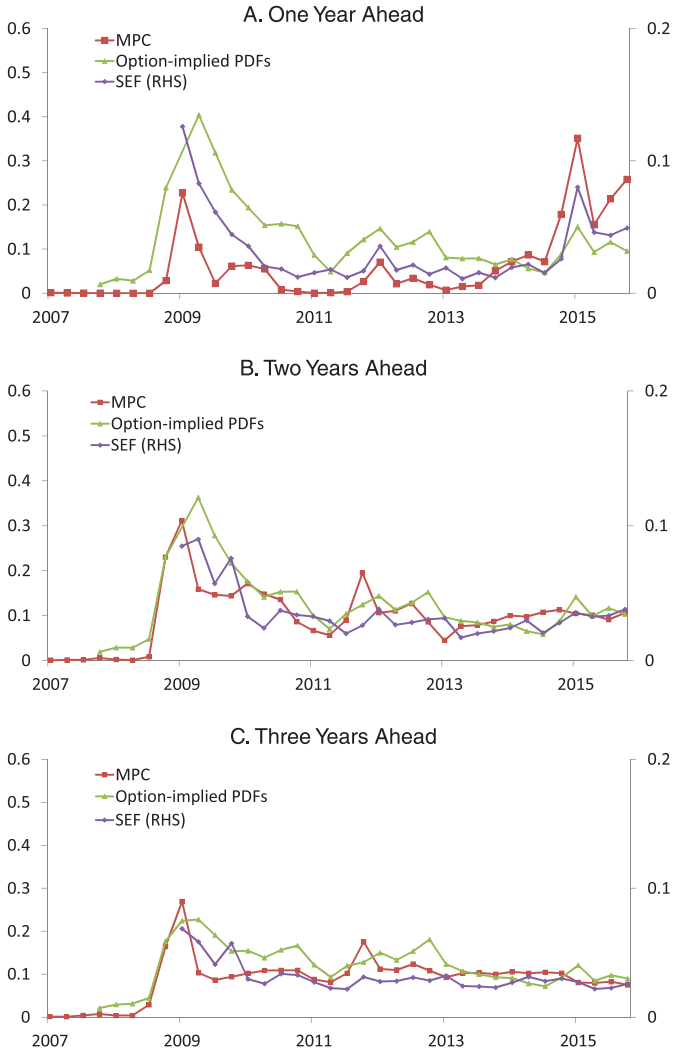 A. One Year Ahead
0.6 0.2
MPC
0.5
Option-implied PDFs
SEF (RHS)
0.4
0.3 0.1
0.2
0.1
0 0
2007 2009 2011 2013 2015
B. Two Years Ahead
0.6 0.2
MPC
0.5
Option-implied PDFs
SEF (RHS)
0.4
0.3 0.1
0.2
0.1
0 0
2007 2009 2011 2013 2015
C. Three Years Ahead
0.6 0.2
MPC
0.5
Option-implied PDFs
SEF (RHS)
0.4
0.3 0.1
0.2
0.1
0 0
2007 2009 2011 2013 2015